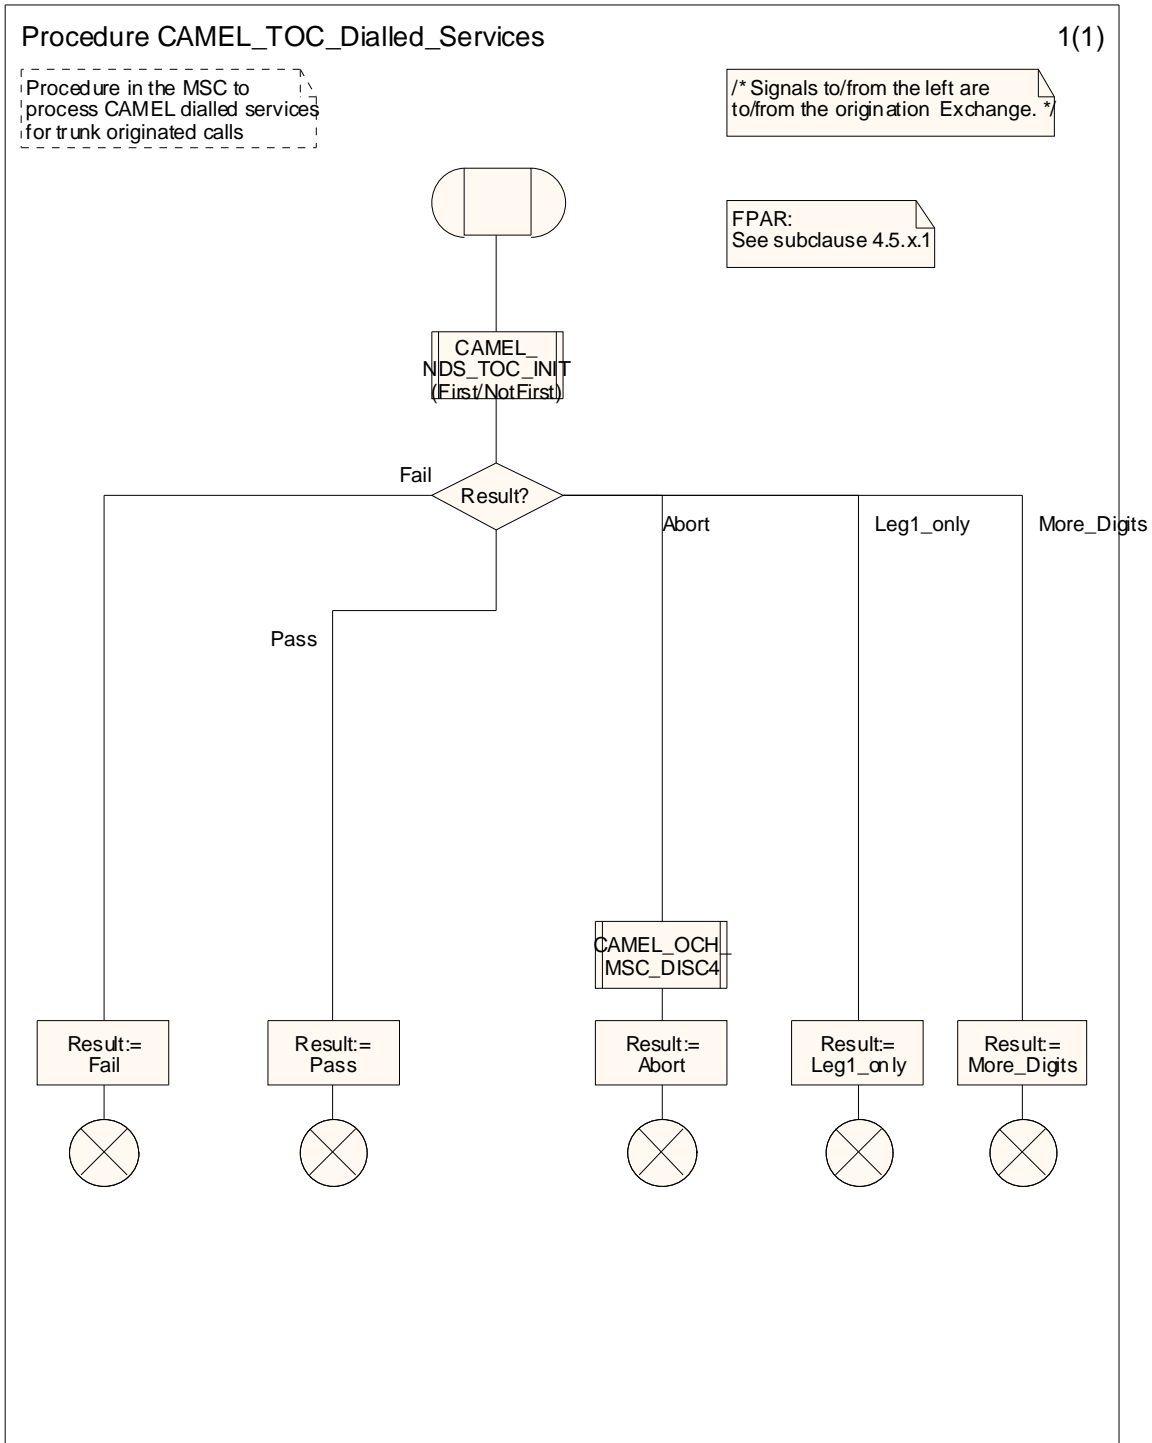 Procedure CAMEL_TOC_Dialled_Services
1(1)
Procedure in the MSC to
process CAMEL dialled services
for trunk originated calls
/* Signals to/from the left are
to/from the origination Exchange. */
FPAR:
See subclause 4.5.x.1
CAMEL_
NDS_TOC_INIT
(First/NotFirst)
Fail
Result?
Abort
Leg1_only
More_Digits
Pass
CAMEL_OCH_
MSC_DISC4
Result:=
Fail
Result:=
Pass
Result:=
Abort
Result:=
Leg1_only
Result:=
More_Digits